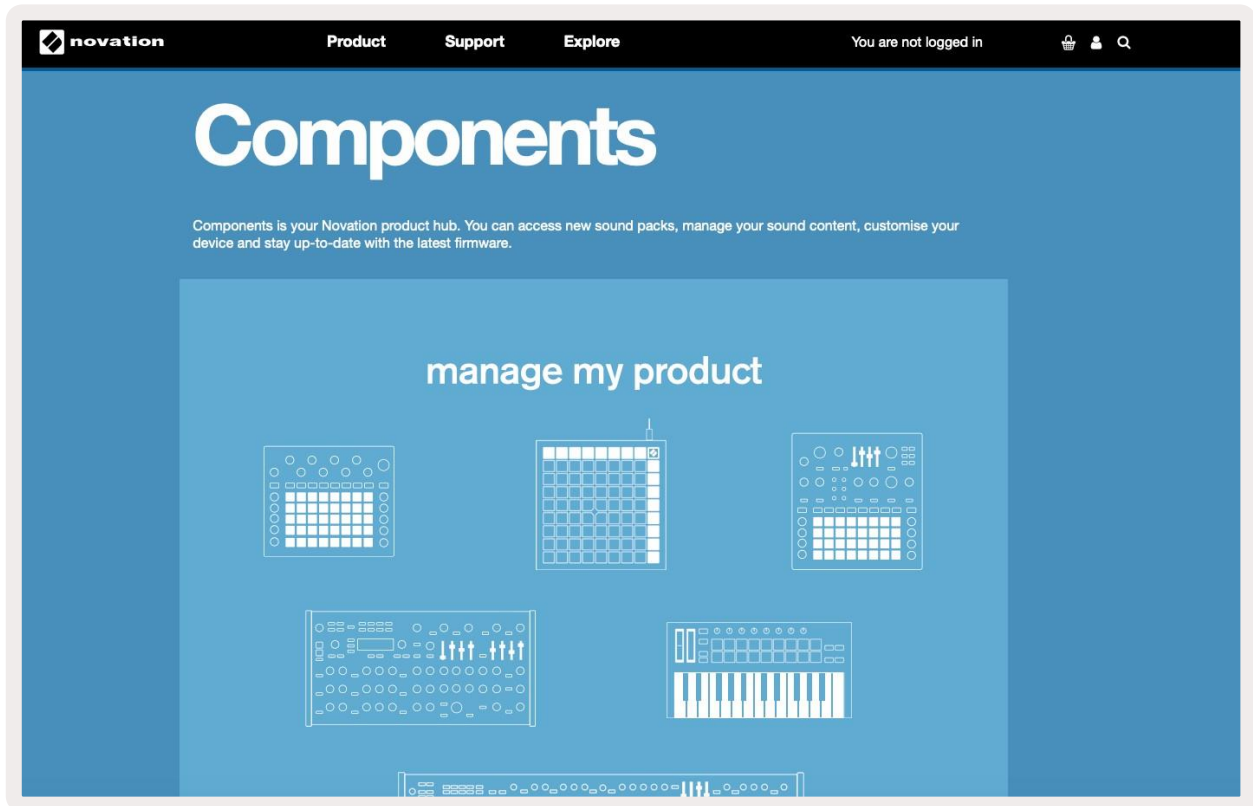 novation
Product
Support
Explore
You are not logged in
Components
Components is your Novation product hub. You can access new sound packs, manage your sound content, customise your
device and stay up-to-date with the latest firmware.
manage my product